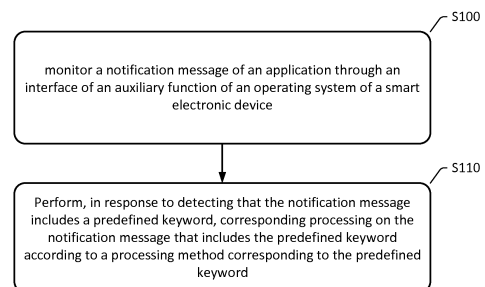 S100
monitor a notification message of an application through an
interface of an auxiliary function of an operating system of a smart
electronic device
S110
Perform, in response to detecting that the notification message
includes a predefined keyword, corresponding processing on the
notification message that includes the predefined keyword
according to a processing method corresponding to the predefined
keyword